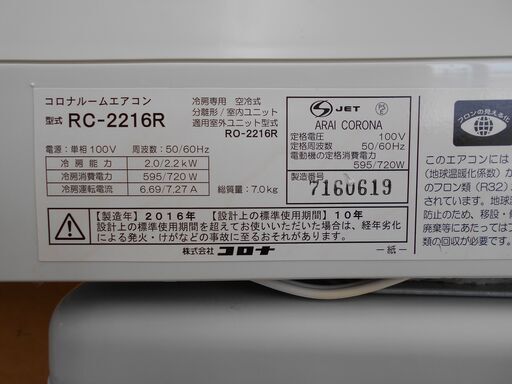 コロナルームエアコン
型式 RC-2216R
冷房専用 空冷式
分離形/室内ユニット
適用室外ユニット型式
RO-2216R
電源：単相100V 周波数：50/60Hz
冷房能力 2.0/2.2kW
冷房消費電力 595/720W
冷房運転電流 6.69/7.27A
総質量：7.0kg
S JET PSE
ARAI CORONA
定格電圧 100V
定格周波数 50/60Hz
電動機の定格消費電力
595/720W
製造番号
7160619
【製造年】2016年【設計上の標準使用期間】10年
設計上の標準使用期間を超えてお使いいただいた場合は、経年劣化
による発火・けがなどの事故に至るおそれがあります。
株式会社 コロナ
―紙―
フロンの見える化
このエアコンには
(地球温暖化係数)
のフロン類(R32)
されています。地球温
防止のため、移設・修
廃棄等にあたっては
類の回収が必要です。